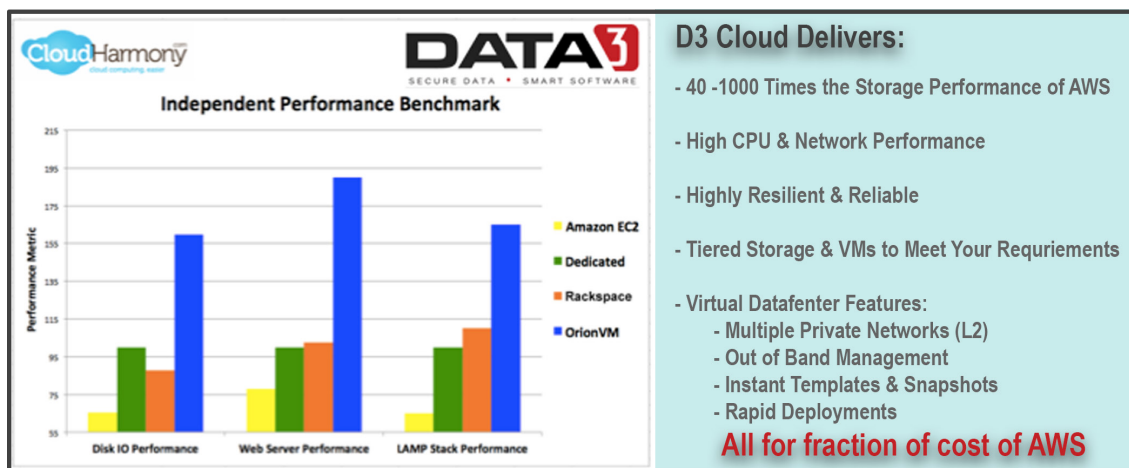 CloudHarmony.com
cloud computing, easier
DATA3
SECURE DATA • SMART SOFTWARE
Independent Performance Benchmark
Performance Metric
215
195
175
155
135
115
95
75
55
Disk IO Performance
Web Server Performance
LAMP Stack Performance
Amazon EC2
Dedicated
Rackspace
OrionVM
D3 Cloud Delivers:
- 40 -1000 Times the Storage Performance of AWS
- High CPU & Network Performance
- Highly Resilient & Reliable
- Tiered Storage & VMs to Meet Your Requriements
- Virtual Datafenter Features:
- Multiple Private Networks (L2)
- Out of Band Management
- Instant Templates & Snapshots
- Rapid Deployments
All for fraction of cost of AWS